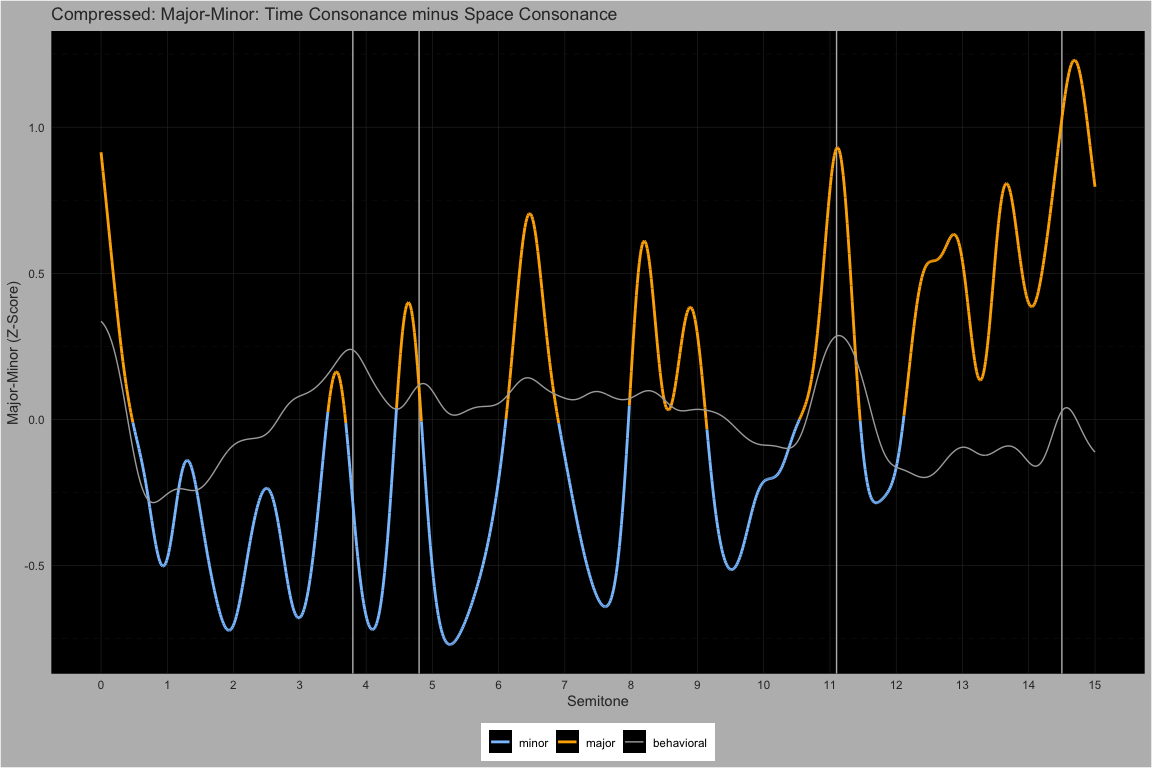 Compressed: Major-Minor: Time Consonance minus Space Consonance
Major-Minor (Z-Score)
1.0
0.5
0.0
-0.5
0 1 2 3 4 5 6 7 8 9 10 11 12 13 14 15
Semitone
minor major behavioral